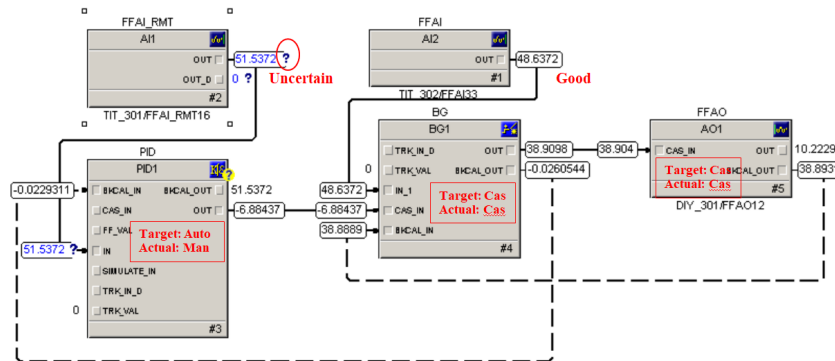 FFAI_RMT
AI1
OUT
51.5372 ?
OUT_D
0 ?
Uncertain
#2
TIT_301/FFAI_RMT16
FFAI
AI2
OUT
48.6372
#1
Good
TIT_302/FFAI33
PID
PID1
?
-0.0229311
BKCAL_IN
BKCAL_OUT
51.5372
CAS_IN
OUT
-6.88437
FF_VAL
Target: Auto
Actual: Man
51.5372 ?
IN
SIMULATE_IN
TRK_IN_D
0
TRK_VAL
#3
BG
BG1
TRK_IN_D
OUT
38.9098
0
TRK_VAL
BKCAL_OUT
-0.0260544
48.6372
IN_1
-6.88437
CAS_IN
38.8889
BKCAL_IN
Target: Cas
Actual: Cas
#4
FFAO
AO1
38.904
CAS_IN
OUT
10.2229
Target: Cas
BKCAL_OUT
38.8893
Actual: Cas
#5
DIY_301/FFAO12